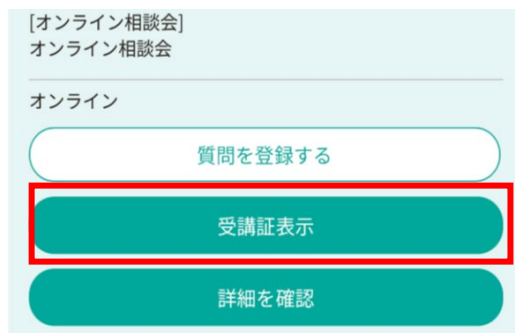 [オンライン相談会]
オンライン相談会
オンライン
質問を登録する
受講証表示
詳細を確認